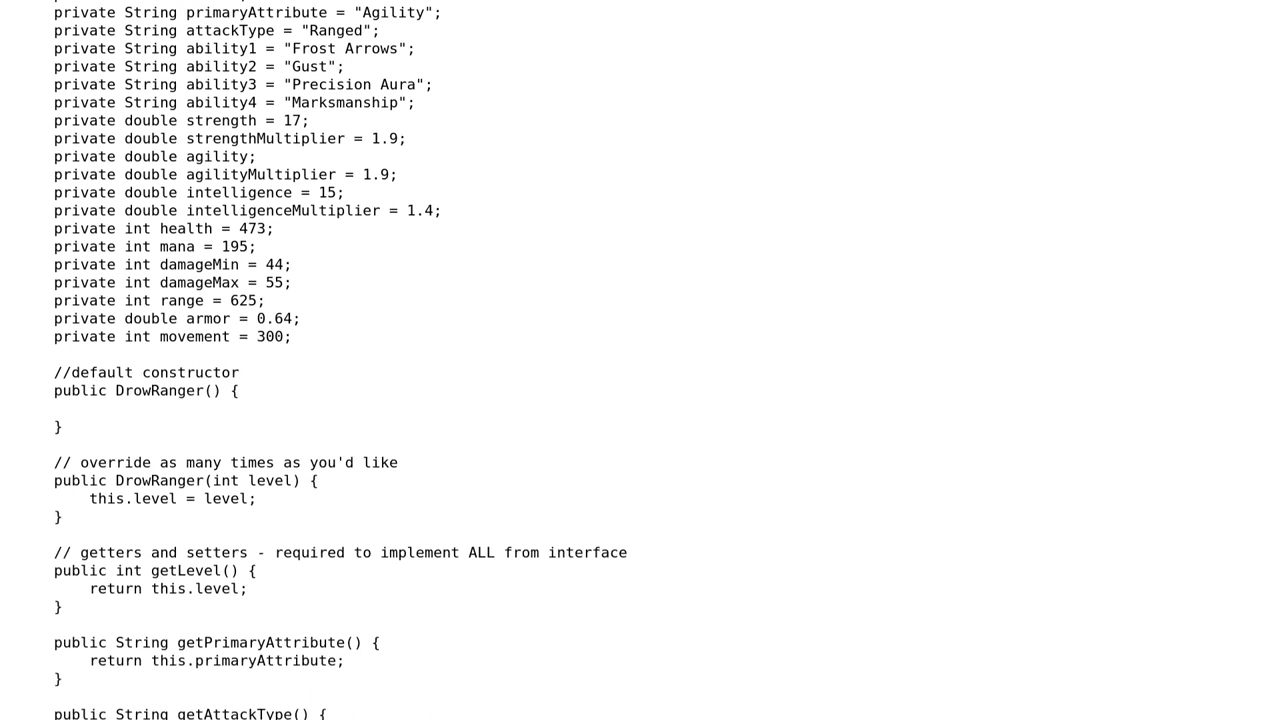 private String primaryAttribute = "Agility";
private String attackType = "Ranged";
private String ability1 = "Frost Arrows";
private String ability2 = "Gust";
private String ability3 = "Precision Aura";
private String ability4 = "Marksmanship";
private double strength = 17;
private double strengthMultiplier = 1.9;
private double agility;
private double agilityMultiplier = 1.9;
private double intelligence = 15;
private double intelligenceMultiplier = 1.4;
private int health = 473;
private int mana = 195;
private int damageMin = 44;
private int damageMax = 55;
private int range = 625;
private double armor = 0.64;
private int movement = 300;
//default constructor
public DrowRanger() {
}
// override as many times as you'd like
public DrowRanger(int level) {
this.level = level;
}
// getters and setters - required to implement ALL from interface
public int getLevel() {
return this.level;
}
public String getPrimaryAttribute() {
return this.primaryAttribute;
}
public String getAttackType() {